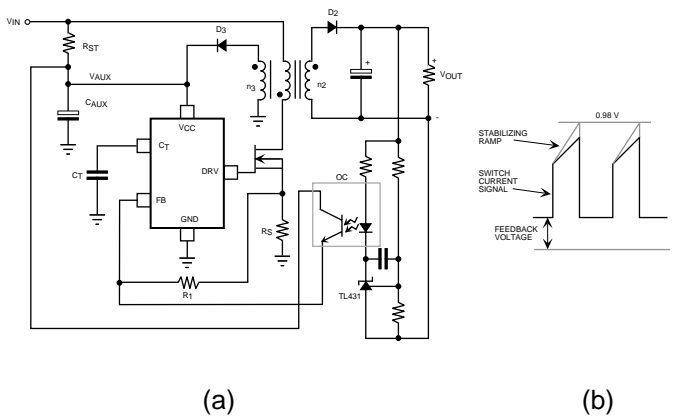 VIN
RST
VAUX
CAUX
D3
n3
n2
D2
+
+
VOUT
-
VCC
CT
CT
DRV
FB
GND
RS
R1
OC
TL431
0.98 V
STABILIZING
RAMP
SWITCH
CURRENT
SIGNAL
FEEDBACK
VOLTAGE
(a)
(b)